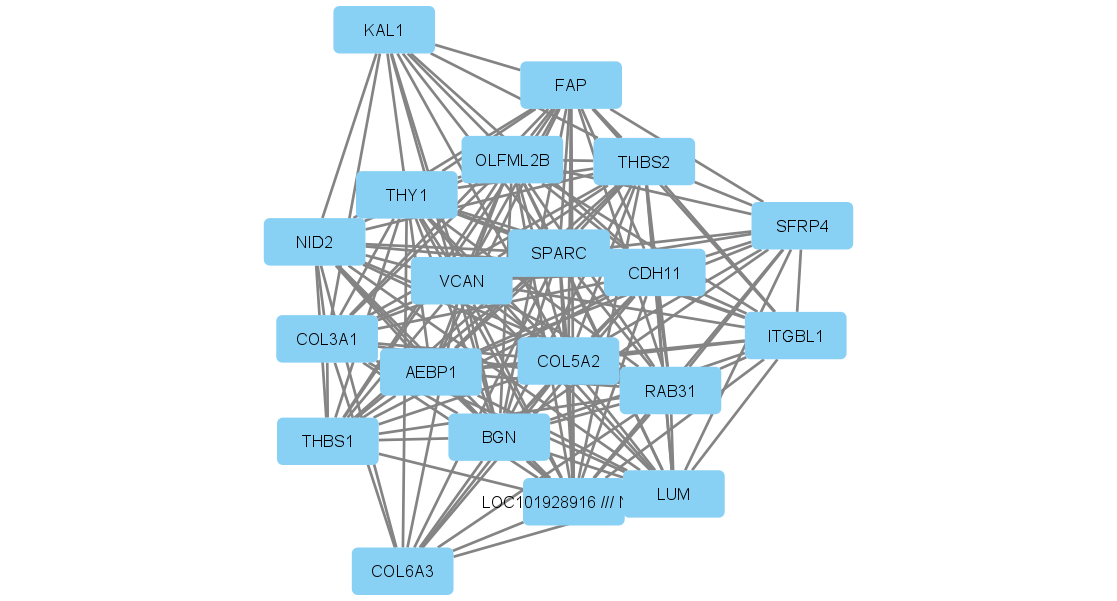 KAL1
FAP
OLFML2B
THBS2
THY1
SFRP4
NID2
SPARC
CDH11
VCAN
COL3A1
ITGBL1
COL5A2
AEBP1
RAB31
THBS1
BGN
LUM
LOC101928916 ///
COL6A3